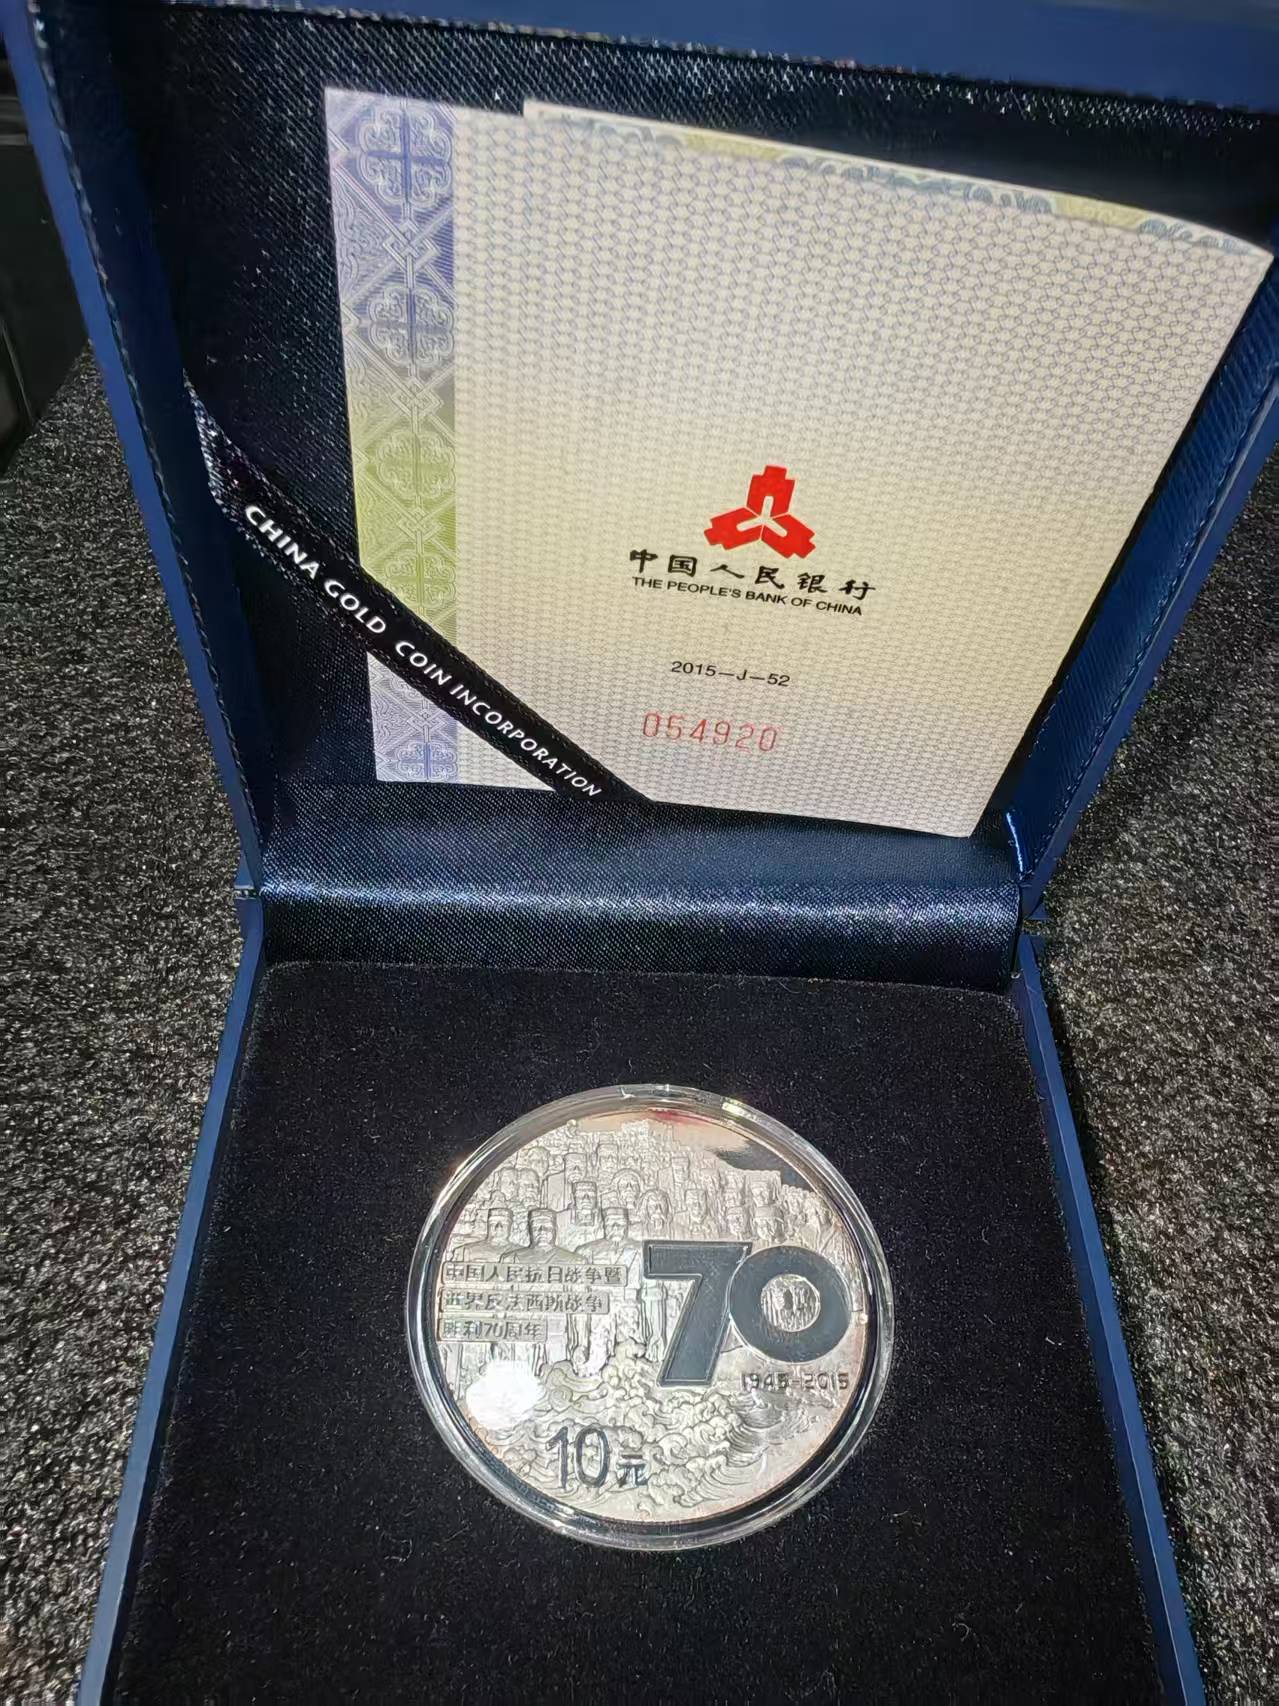 中国人民银行
THE PEOPLE'S BANK OF CHINA
2015-J-52
054920
CHINA GOLD COIN INCORPORATION
中国人民抗日战争暨
世界反法西斯战争
胜利70周年
70
1945-2015
10元